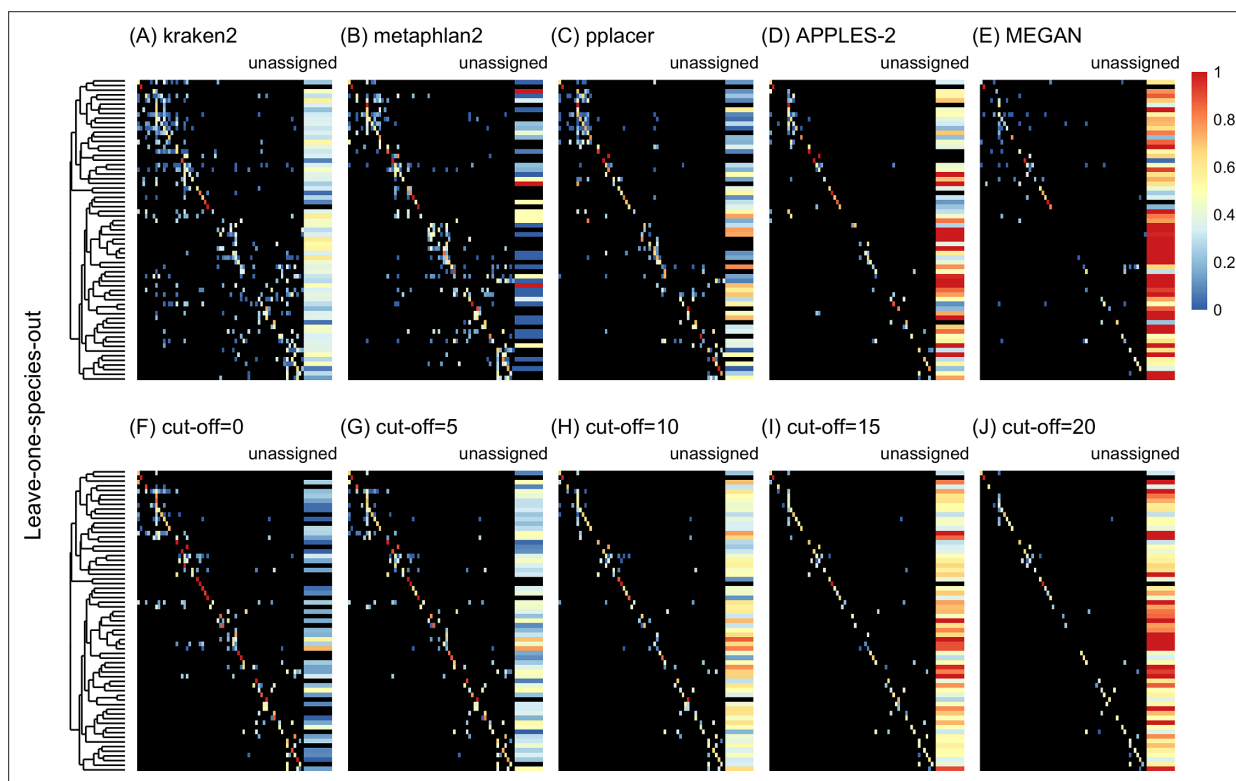 (A) kraken2 (B) metaphlan2 (C) pplacer (D) APPLES-2 (E) MEGAN
unassigned unassigned unassigned unassigned unassigned
1
0.8
0.6
0.4
0.2
0
Leave-one-species-out
(F) cut-off=0 (G) cut-off=5 (H) cut-off=10 (I) cut-off=15 (J) cut-off=20
unassigned unassigned unassigned unassigned unassigned